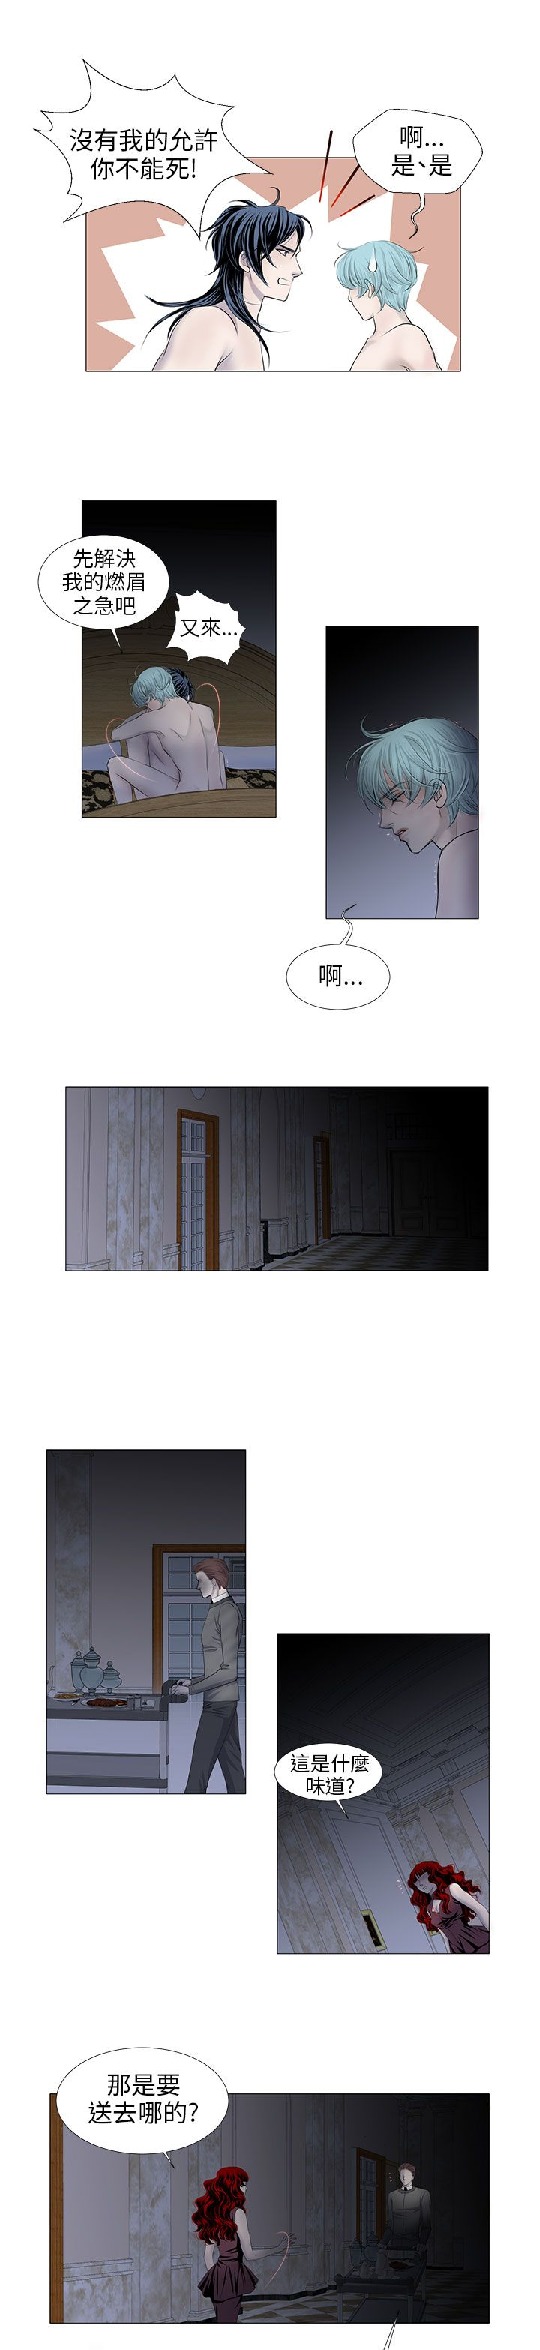 沒有我的允許
你不能死!
啊...
是、是
先解決
我的燃眉
之急吧
又來...
啊...
這是什麼
味道?
那是要
送去哪的?